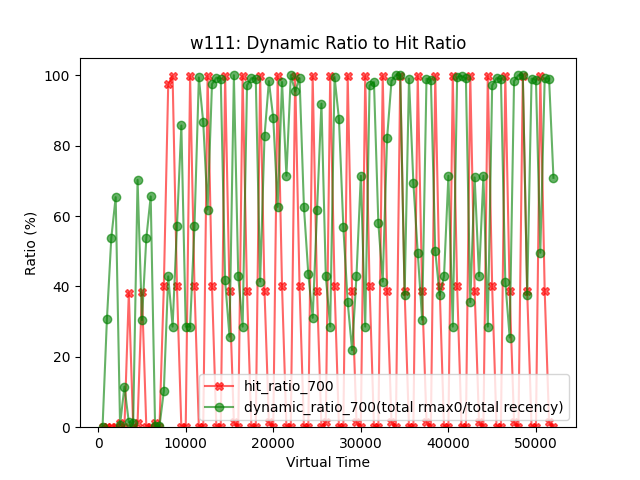 w111: Dynamic Ratio to Hit Ratio
Ratio (%)
100
80
60
40
20
0
hit_ratio_700
dynamic_ratio_700(total rmax0/total recency)
0 10000 20000 30000 40000 50000
Virtual Time